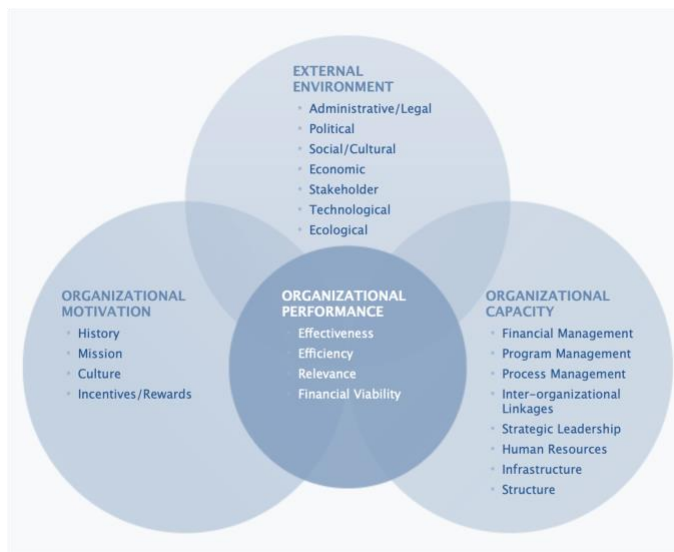 EXTERNAL
ENVIRONMENT
Administrative/Legal
Political
Social/Cultural
Economic
Stakeholder
Technological
Ecological
ORGANIZATIONAL
MOTIVATION
History
Mission
Culture
Incentives/Rewards
ORGANIZATIONAL
PERFORMANCE
Effectiveness
Efficiency
Relevance
Financial Viability
ORGANIZATIONAL
CAPACITY
Financial Management
Program Management
Process Management
Inter-organizational
Linkages
Strategic Leadership
Human Resources
Infrastructure
Structure